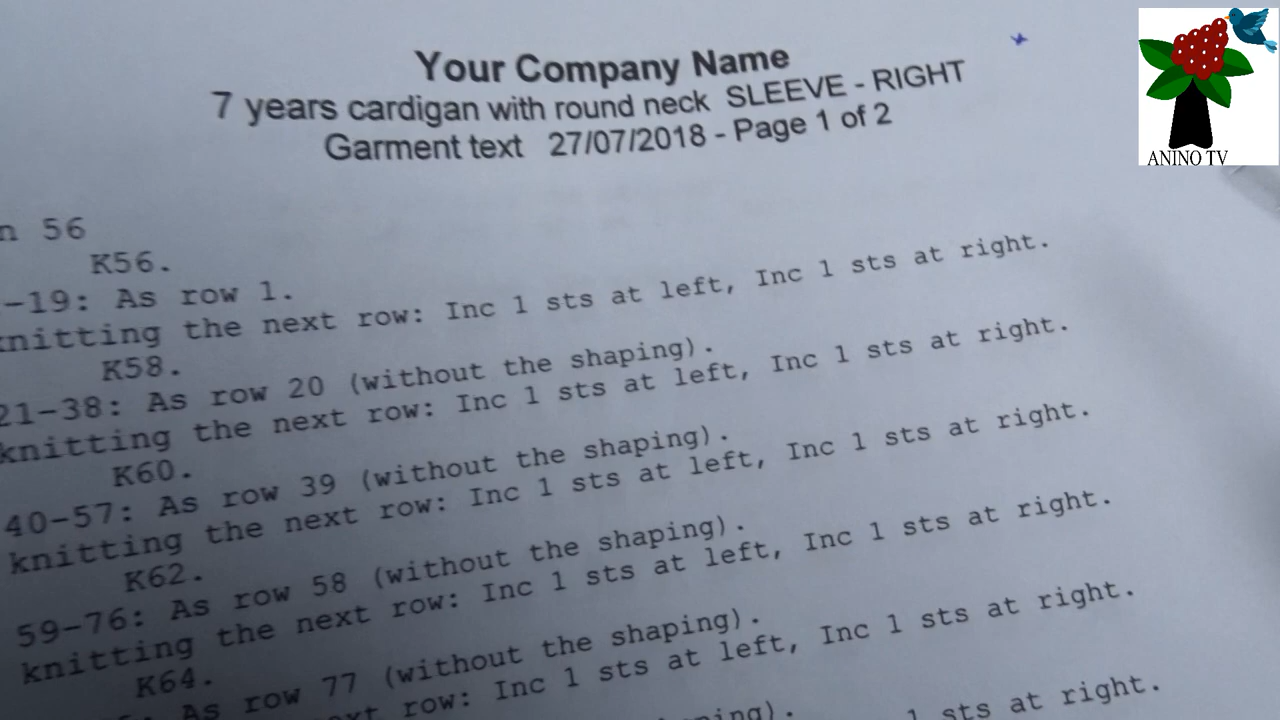 Your Company Name
7 years cardigan with round neck SLEEVE - RIGHT
Garment text 27/07/2018 - Page 1 of 2
56
K56.
-19: As row 1.
knitting the next row: Inc 1 sts at left, Inc 1 sts at right.
K58.
21-38: As row 20 (without the shaping).
knitting the next row: Inc 1 sts at left, Inc 1 sts at right.
K60.
40-57: As row 39 (without the shaping).
knitting the next row: Inc 1 sts at left, Inc 1 sts at right.
K62.
59-76: As row 58 (without the shaping).
knitting the next row: Inc 1 sts at left, Inc 1 sts at right.
K64.
As row 77 (without the shaping).
row: Inc 1 sts at left, Inc 1 sts at right.
1 sts at right.
ANINO TV